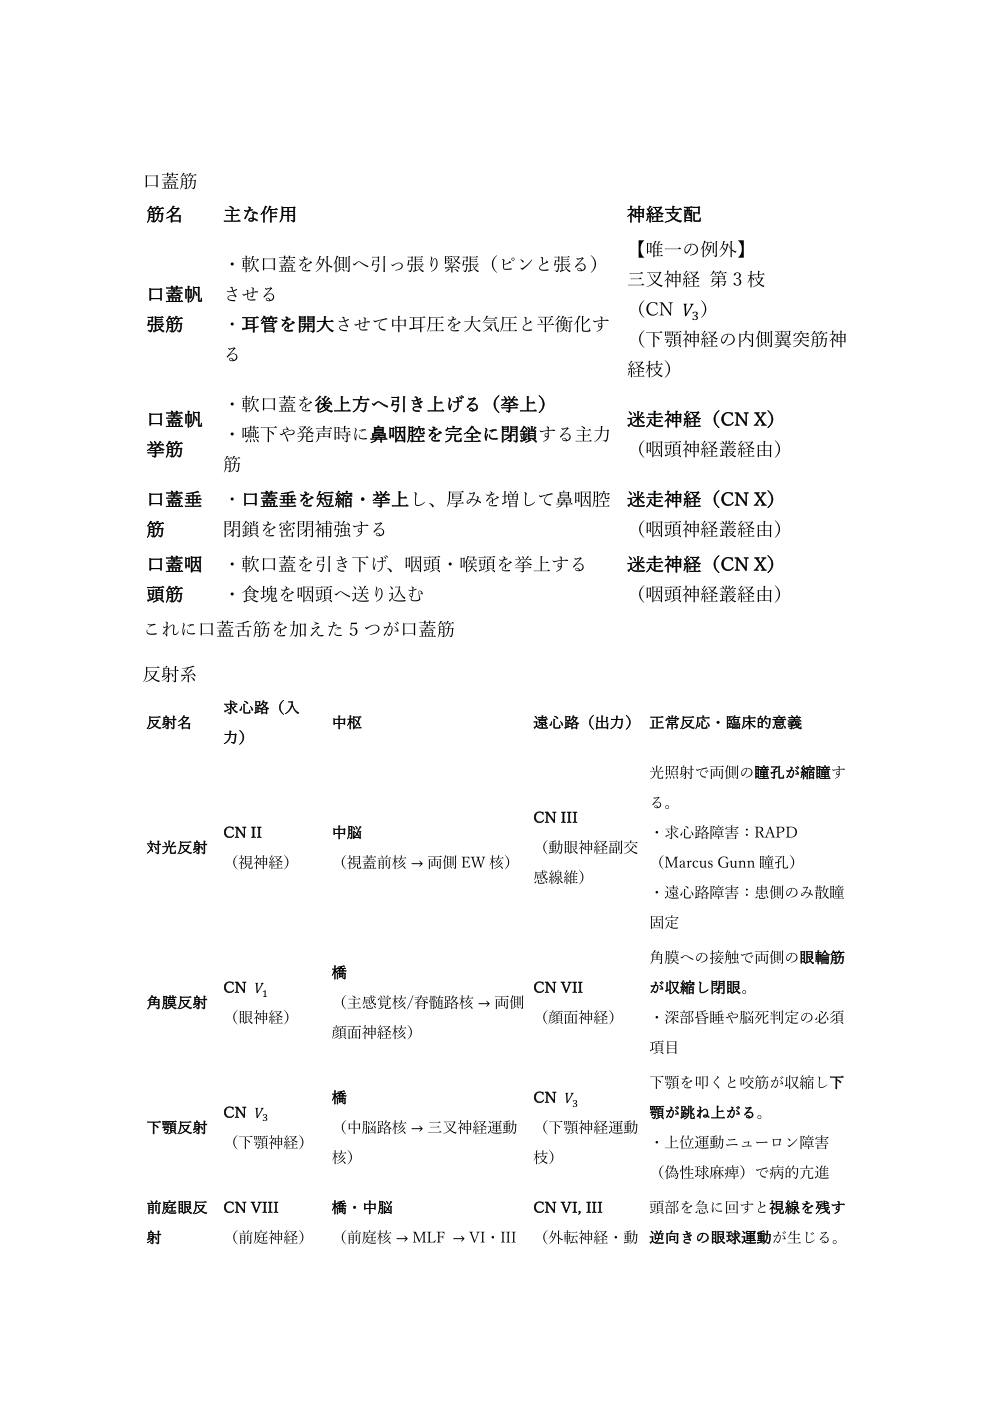 口蓋筋
筋名 主な作用 神経支配
口蓋帆
張筋
・軟口蓋を外側へ引っ張り緊張（ピンと張る）
させる
・耳管を開大させて中耳圧を大気圧と平衡化す
る
【唯一の例外】
三叉神経 第3枝
（CN V₃）
（下顎神経の内側翼突筋神
経枝）
口蓋帆
挙筋
・軟口蓋を後上方へ引き上げる（挙上）
・嚥下や発声時に鼻咽腔を完全に閉鎖する主力
筋
迷走神経（CN X）
（咽頭神経叢経由）
口蓋垂
筋
・口蓋垂を短縮・挙上し、厚みを増して鼻咽腔
閉鎖を密閉補強する
迷走神経（CN X）
（咽頭神経叢経由）
口蓋咽
頭筋
・軟口蓋を引き下げ、咽頭・喉頭を挙上する
・食塊を咽頭へ送り込む
迷走神経（CN X）
（咽頭神経叢経由）
これに口蓋舌筋を加えた5つが口蓋筋
反射系
反射名
求心路（入
力）
中枢
遠心路（出力）
正常反応・臨床的意義
対光反射
CN II
（視神経）
中脳
（視蓋前核→両側EW核）
CN III
（動眼神経副交
感線維）
光照射で両側の瞳孔が縮瞳す
る。
・求心路障害：RAPD
（Marcus Gunn瞳孔）
・遠心路障害：患側のみ散瞳
固定
角膜反射
CN V₁
（眼神経）
橋
（主感覚核/脊髄路核→両側
顔面神経核）
CN VII
（顔面神経）
角膜への接触で両側の眼輪筋
が収縮し閉眼。
・深部昏睡や脳死判定の必須
項目
下顎反射
CN V₃
（下顎神経）
橋
（中脳路核→三叉神経運動
核）
CN V₃
（下顎神経運動
枝）
下顎を叩くと咬筋が収縮し下
顎が跳ね上がる。
・上位運動ニューロン障害
（偽性球麻痺）で病的亢進
前庭眼反
射
CN VIII
（前庭神経）
橋・中脳
（前庭核→MLF →VI・III
CN VI, III
（外転神経・動
頭部を急に回すと視線を残す
逆向きの眼球運動が生じる。